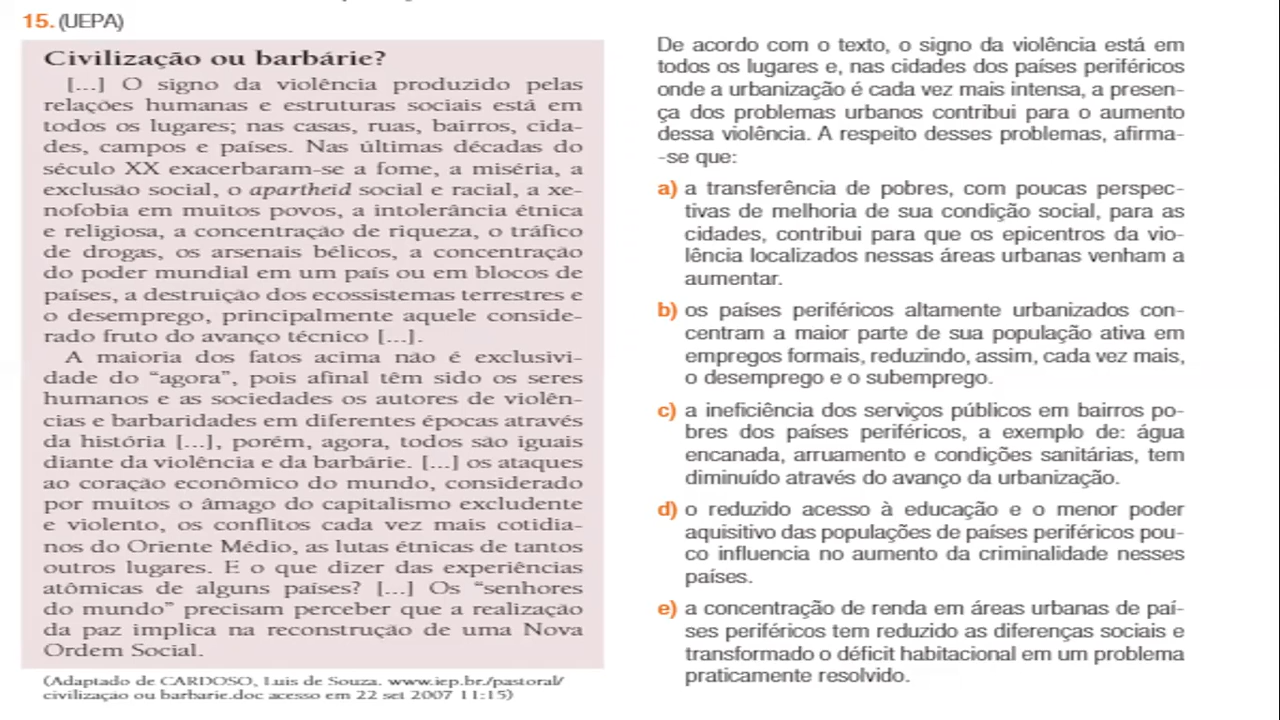 15. (UEPA)
Civilização ou barbárie?
[...] O signo da violência produzido pelas
relações humanas e estruturas sociais está em
todos os lugares; nas casas, ruas, bairros, cida-
des, campos e países. Nas últimas décadas do
século XX exacerbaram-se a fome, a miséria, a
exclusão social, o apartheid social e racial, a xe-
nofobia em muitos povos, a intolerância étnica
e religiosa, a concentração de riqueza, o tráfico
de drogas, os arsenais bélicos, a concentração
do poder mundial em um país ou em blocos de
países, a destruição dos ecossistemas terrestres e
o desemprego, principalmente aquele conside-
rado fruto do avanço técnico [...].
A maioria dos fatos acima não é exclusivi-
dade do “agora”, pois afinal têm sido os seres
humanos e as sociedades os autores de violên-
cias e barbaridades em diferentes épocas através
da história [...], porém, agora, todos são iguais
diante da violência e da barbárie. [...] os ataques
ao coração econômico do mundo, considerado
por muitos o âmago do capitalismo excludente
e violento, os conflitos cada vez mais cotidia-
nos do Oriente Médio, as lutas étnicas de tantos
outros lugares. E o que dizer das experiências
atômicas de alguns países? [...] Os “senhores
do mundo” precisam perceber que a realização
da paz implica na reconstrução de uma Nova
Ordem Social.
(Adaptado de CARDOSO, Luis de Souza. www.iep.br./pastoral/
civilização ou barbarie.doc acesso em 22 set 2007 11:15)
De acordo com o texto, o signo da violência está em
todos os lugares e, nas cidades dos países periféricos
onde a urbanização é cada vez mais intensa, a presen-
ça dos problemas urbanos contribui para o aumento
dessa violência. A respeito desses problemas, afirma-
-se que:
a) a transferência de pobres, com poucas perspec-
tivas de melhoria de sua condição social, para as
cidades, contribui para que os epicentros da vio-
lência localizados nessas áreas urbanas venham a
aumentar.
b) os países periféricos altamente urbanizados con-
centram a maior parte de sua população ativa em
empregos formais, reduzindo, assim, cada vez mais,
o desemprego e o subemprego.
c) a ineficiência dos serviços públicos em bairros po-
bres dos países periféricos, a exemplo de: água
encanada, arruamento e condições sanitárias, tem
diminuído através do avanço da urbanização.
d) o reduzido acesso à educação e o menor poder
aquisitivo das populações de países periféricos pou-
co influencia no aumento da criminalidade nesses
países.
e) a concentração de renda em áreas urbanas de paí-
ses periféricos tem reduzido as diferenças sociais e
transformado o déficit habitacional em um problema
praticamente resolvido.